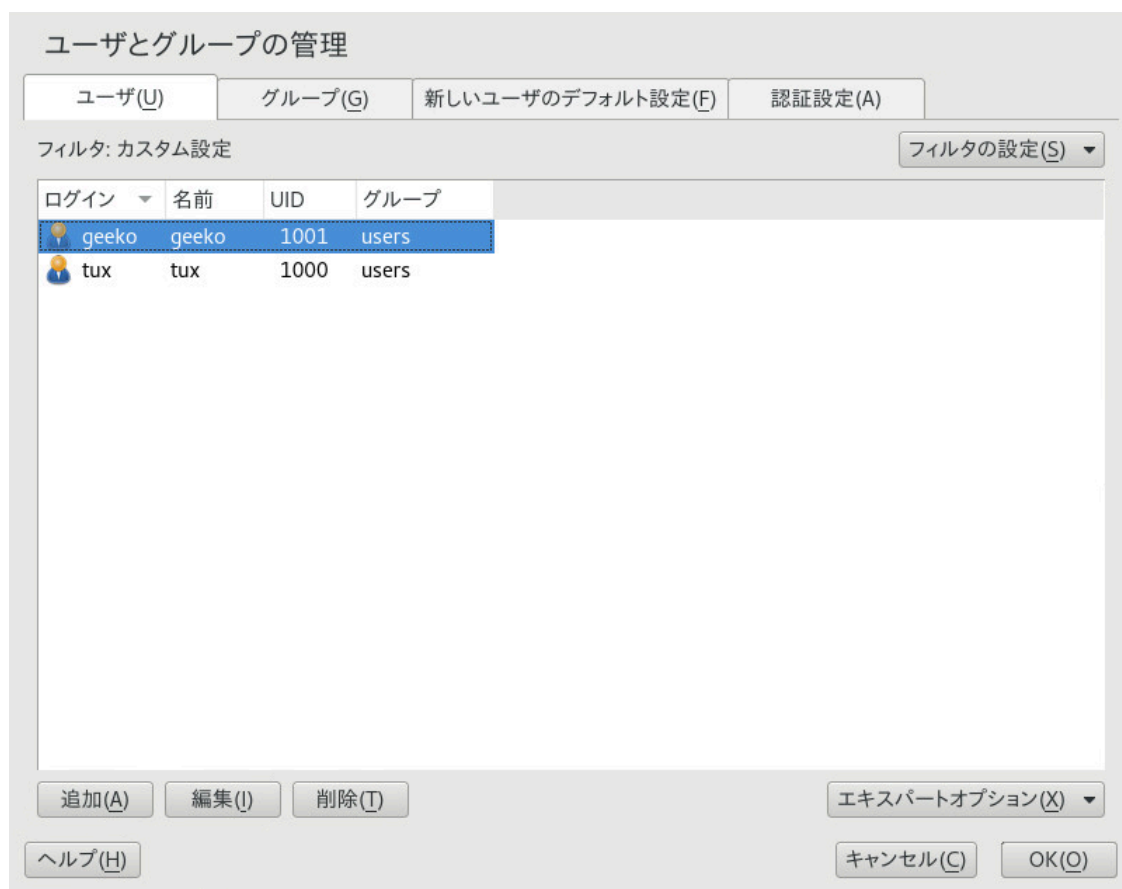 ユーザとグループの管理
ユーザ(U) グループ(G) 新しいユーザのデフォルト設定(F) 認証設定(A)
フィルタ: カスタム設定 フィルタの設定(S)
ログイン 名前 UID グループ
geeko geeko 1001 users
tux tux 1000 users
追加(A) 編集(I) 削除(T) エキスパートオプション(X)
ヘルプ(H) キャンセル(C) OK(O)